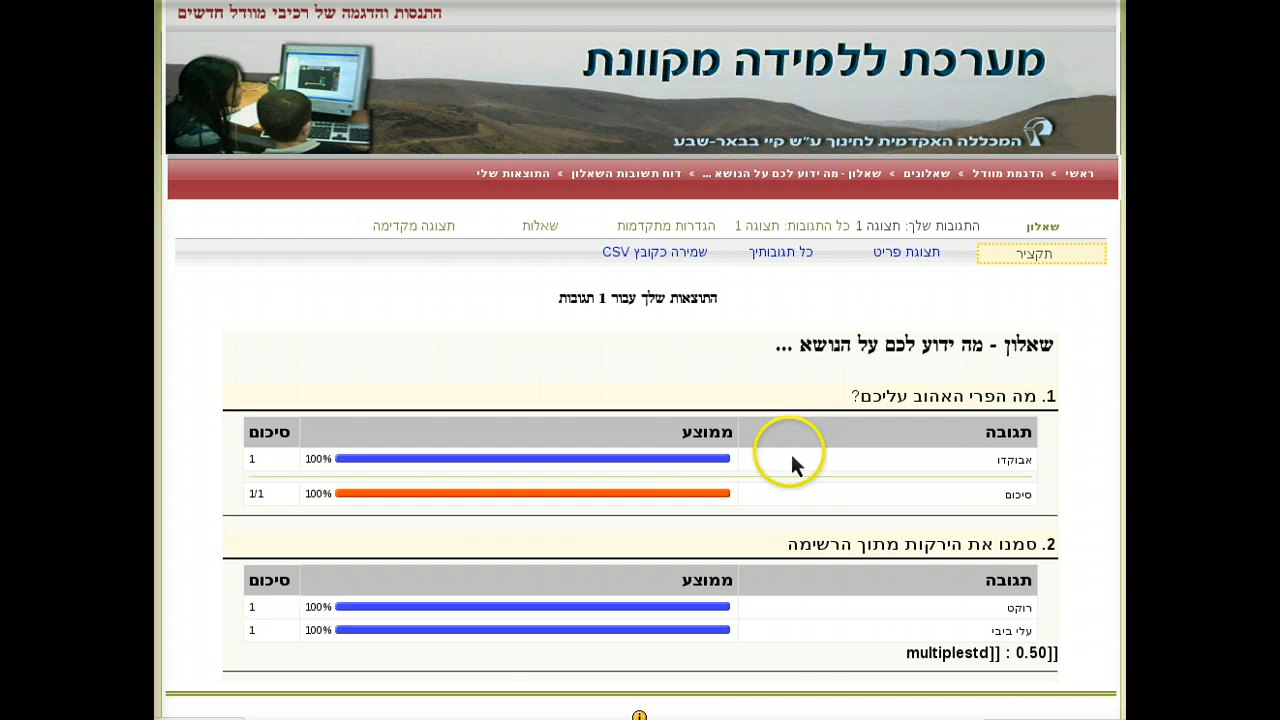 התנסות והדגמה של רכיבי מוודל חדשים
מערכת ללמידה מקוונת
המכללה האקדמית לחינוך ע"ש קיי בבאר-שבע
ראשי » הדגמת מוודל » שאלונים » שאלון - מה ידוע לכם על הנושא ... » דוח תשובות השאלון » התוצאות שלי
שאלון התגובות שלך: תצוגה 1 כל התגובות: תצוגה 1 הגדרות מתקדמות שאלות תצוגה מקדימה
תקציר תצוגת פריט כל תגובותיך שמירה כקובץ CSV
התוצאות שלך עבור 1 תגובות
שאלון - מה ידוע לכם על הנושא ...
1. מה הפרי האהוב עליכם?
תגובה ממוצע סיכום
אבוקדו 100% 1
סיכום 100% 1/1
2. סמנו את הירקות מתוך הרשימה
תגובה ממוצע סיכום
רוקט 100% 1
עלי ביבי 100% 1
multiplestd]] : 0.50]]